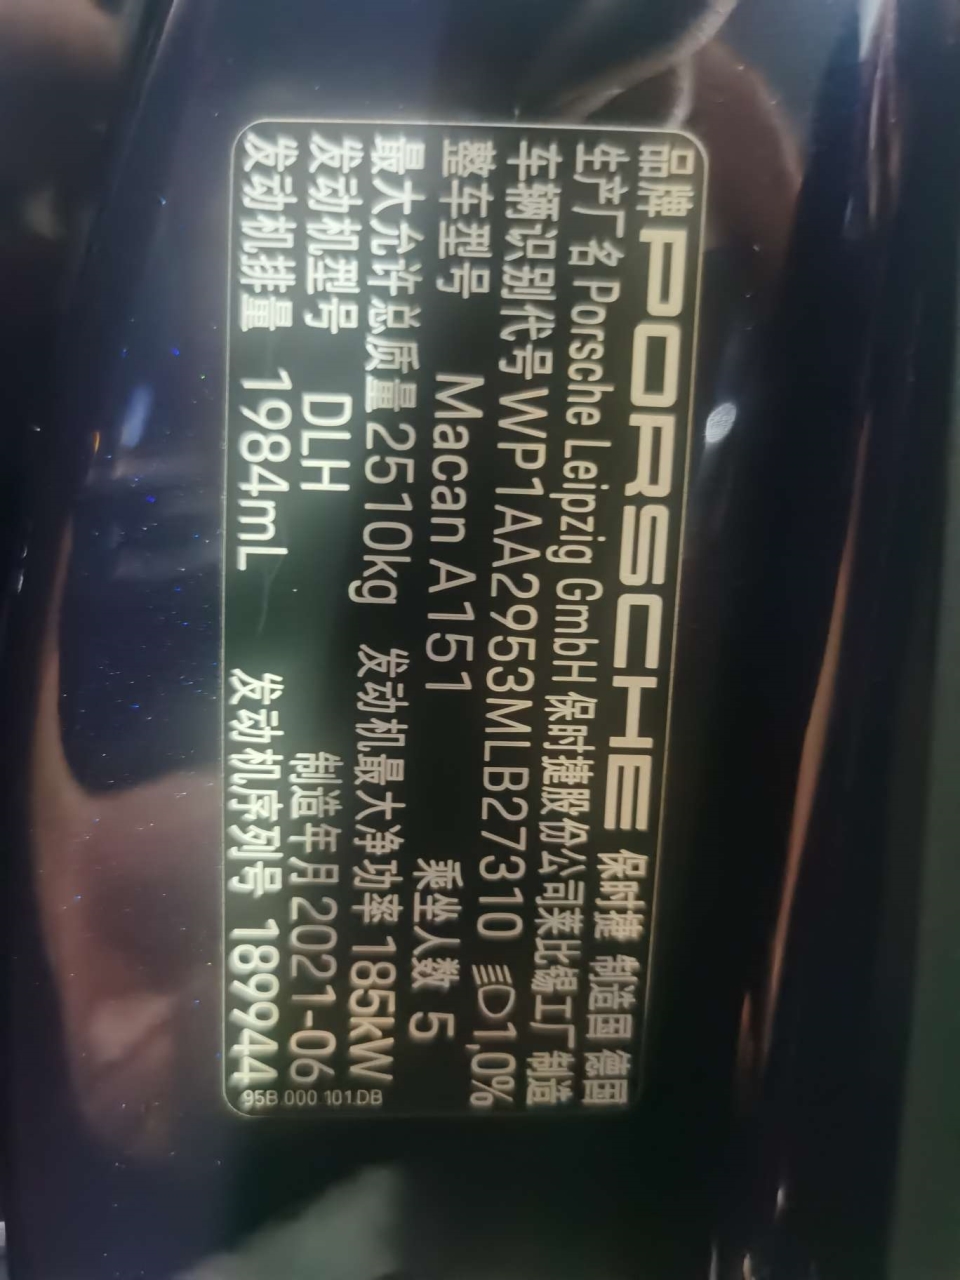 品牌 PORSCHE 保时捷 制造国 德国
生产厂名 Porsche Leipzig GmbH 保时捷股份公司莱比锡工厂 制造
车辆识别代号 WP1AA2953MLB27310 1,0%
整车型号 Macan A151 乘坐人数 5
最大允许总质量 2510kg 发动机最大净功率 185kW
发动机型号 DLH 制造年月 2021-06
发动机排量 1984mL 发动机序列号 189944
95B.000 101.DB